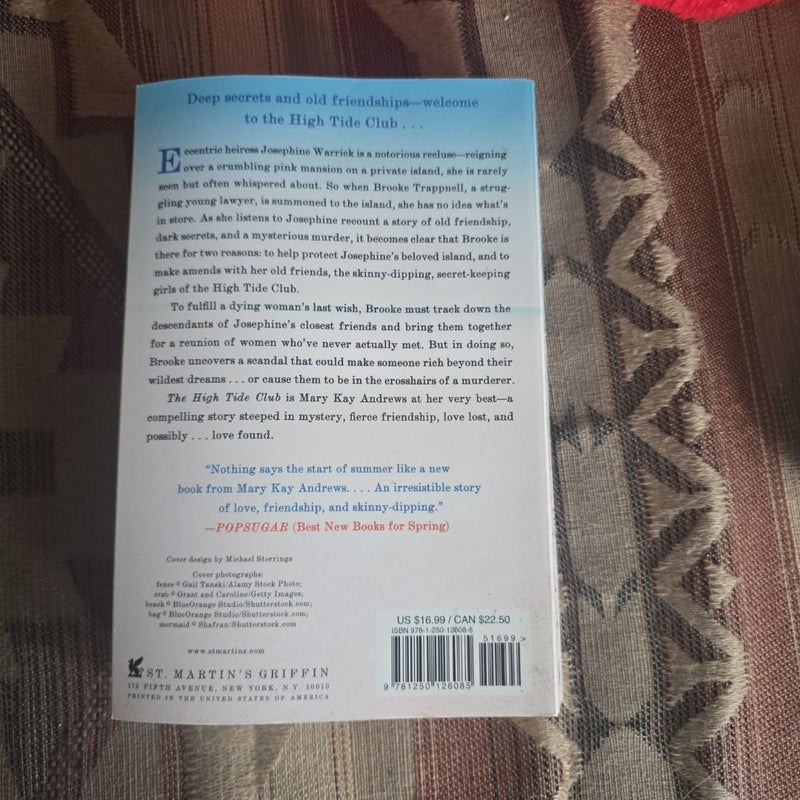 Deep secrets and old friendships—welcome
to the High Tide Club . . .
Eccentric heiress Josephine Warrick is a notorious recluse—reigning
over a crumbling pink mansion on a private island, she is rarely
seen but often whispered about. So when Brooke Trappnell, a strug-
gling young lawyer, is summoned to the island, she has no idea what's
in store. As she listens to Josephine recount a story of old friendship,
dark secrets, and a mysterious murder, it becomes clear that Brooke is
there for two reasons: to help protect Josephine's beloved island, and to
make amends with her old friends, the skinny-dipping, secret-keeping
girls of the High Tide Club.
To fulfill a dying woman's last wish, Brooke must track down the
descendants of Josephine's closest friends and bring them together
for a reunion of women who've never actually met. But in doing so,
Brooke uncovers a scandal that could make someone rich beyond their
wildest dreams . . . or cause them to be in the crosshairs of a murderer.
The High Tide Club is Mary Kay Andrews at her very best—a
compelling story steeped in mystery, fierce friendship, love lost, and
possibly . . . love found.
"Nothing says the start of summer like a new
book from Mary Kay Andrews. . . . An irresistible story
of love, friendship, and skinny-dipping."
—POPSUGAR (Best New Books for Spring)
Cover design by Michael Storrings
Cover photographs:
fence © Gail Tanski/Alamy Stock Photo;
crab © Grant and Caroline/Getty Images;
beach © BlueOrange Studio/Shutterstock.com;
bag © BlueOrange Studio/Shutterstock.com;
mermaid © Shafran/Shutterstock.com
www.stmartins.com
ST. MARTIN'S GRIFFIN
175 FIFTH AVENUE, NEW YORK, N.Y. 10010
PRINTED IN THE UNITED STATES OF AMERICA
US $16.99 / CAN $22.50
ISBN 978-1-250-12608-5
51699 >
9 781250 126085